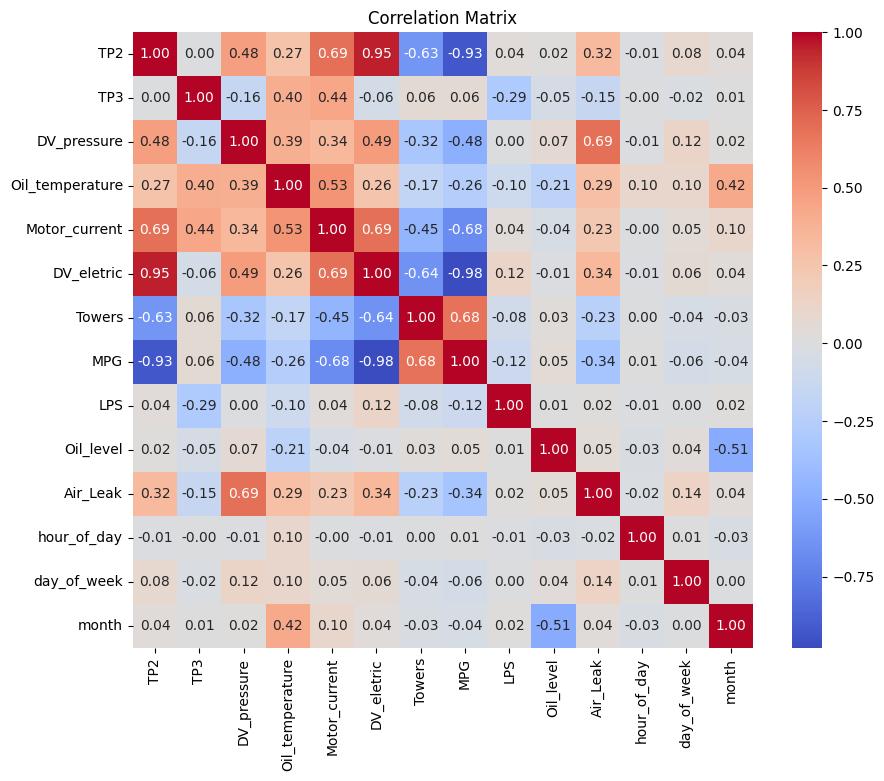 Correlation Matrix
TP2 1.00 0.00 0.48 0.27 0.69 0.95 -0.63 -0.93 0.04 0.02 0.32 -0.01 0.08 0.04
TP3 0.00 1.00 -0.16 0.40 0.44 -0.06 0.06 0.06 -0.29 -0.05 -0.15 -0.00 -0.02 0.01
DV_pressure 0.48 -0.16 1.00 0.39 0.34 0.49 -0.32 -0.48 0.00 0.07 0.69 -0.01 0.12 0.02
Oil_temperature 0.27 0.40 0.39 1.00 0.53 0.26 -0.17 -0.26 -0.10 -0.21 0.29 0.10 0.10 0.42
Motor_current 0.69 0.44 0.34 0.53 1.00 0.69 -0.45 -0.68 0.04 -0.04 0.23 -0.00 0.05 0.10
DV_eletric 0.95 -0.06 0.49 0.26 0.69 1.00 -0.64 -0.98 0.12 -0.01 0.34 -0.01 0.06 0.04
Towers -0.63 0.06 -0.32 -0.17 -0.45 -0.64 1.00 0.68 -0.08 0.03 -0.23 0.00 -0.04 -0.03
MPG -0.93 0.06 -0.48 -0.26 -0.68 -0.98 0.68 1.00 -0.12 0.05 -0.34 0.01 -0.06 -0.04
LPS 0.04 -0.29 0.00 -0.10 0.04 0.12 -0.08 -0.12 1.00 0.01 0.02 -0.01 0.00 0.02
Oil_level 0.02 -0.05 0.07 -0.21 -0.04 -0.01 0.03 0.05 0.01 1.00 0.05 -0.03 0.04 -0.51
Air_Leak 0.32 -0.15 0.69 0.29 0.23 0.34 -0.23 -0.34 0.02 0.05 1.00 -0.02 0.14 0.04
hour_of_day -0.01 -0.00 -0.01 0.10 -0.00 -0.01 0.00 0.01 -0.01 -0.03 -0.02 1.00 0.01 -0.03
day_of_week 0.08 -0.02 0.12 0.10 0.05 0.06 -0.04 -0.06 0.00 0.04 0.14 0.01 1.00 0.00
month 0.04 0.01 0.02 0.42 0.10 0.04 -0.03 -0.04 0.02 -0.51 0.04 -0.03 0.00 1.00
TP2 TP3 DV_pressure Oil_temperature Motor_current DV_eletric Towers MPG LPS Oil_level Air_Leak hour_of_day day_of_week month
1.00
0.75
0.50
0.25
0.00
−0.25
−0.50
−0.75